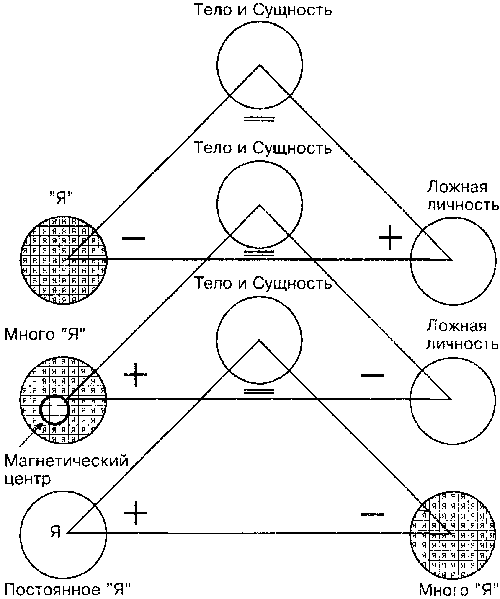 Тело и Сущность
Тело и Сущность
"Я"
Ложная
личность
Тело и Сущность
Много "Я"
Ложная
личность
Магнетический
центр
Я
Постоянное "Я"
Много "Я"